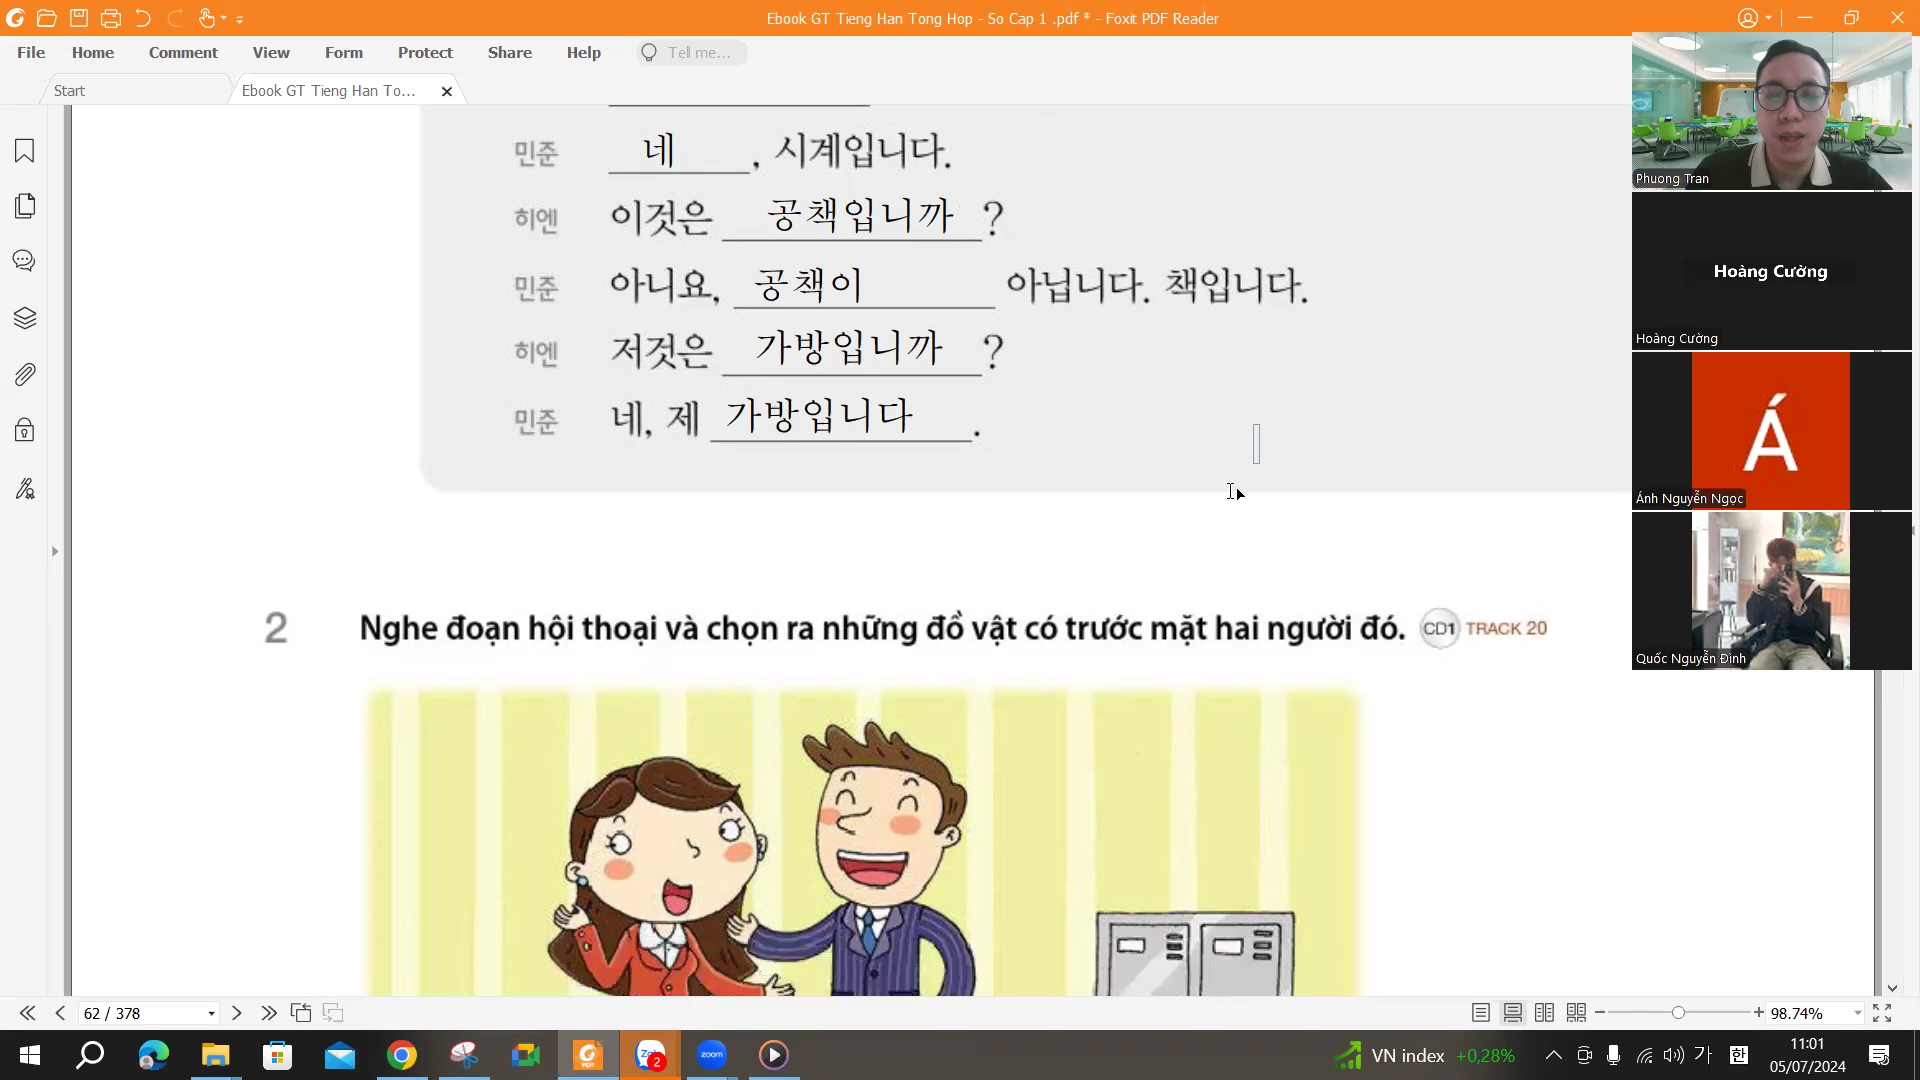 Ebook GT Tieng Han Tong Hop - So Cap 1 .pdf * - Foxit PDF Reader
File Home Comment View Form Protect Share Help Tell me...
Start Ebook GT Tieng Han To...
민준 네 , 시계입니다.
히엔 이것은 공책입니까 ?
민준 아니요, 공책이 아닙니다. 책입니다.
히엔 저것은 가방입니까 ?
민준 네, 제 가방입니다 .
2 Nghe đoạn hội thoại và chọn ra những đồ vật có trước mặt hai người đó. CD1 TRACK 20
Phuong Tran
Hoàng Cường
Hoàng Cường
Á
Ánh Nguyễn Ngọc
Quốc Nguyễn Đình
62 / 378
98.74%
PDF
Zalo
2
zoom
VN index +0,28%
가 한
11:01
05/07/2024